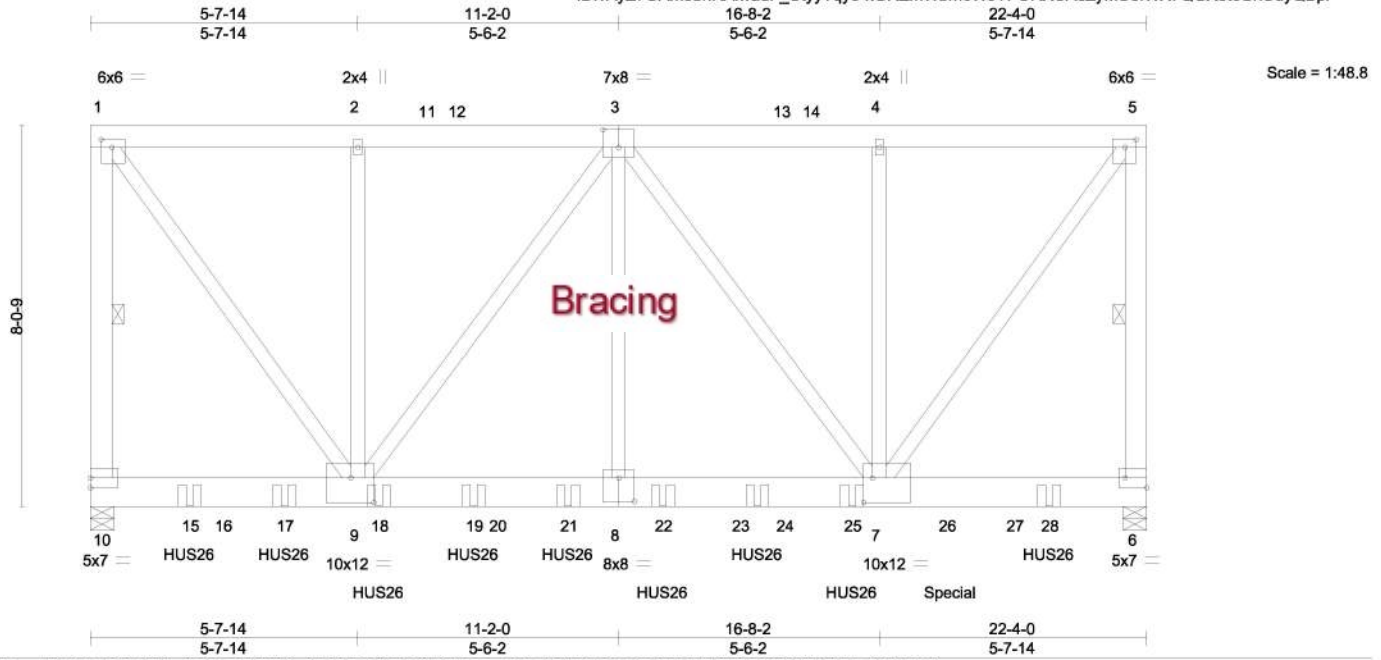 5-7-14 11-2-0 16-8-2 22-4-0
5-7-14 5-6-2 5-6-2 5-7-14
6x6 2x4 7x8 2x4 6x6 Scale = 1:48.8
1 2 11 12 3 13 14 4 5
8-0-9
Bracing
15 16 17 9 18 19 20 21 8 22 23 24 25 7 26 27 28
10 6
5x7 HUS26 HUS26 10x12 HUS26 HUS26 8x8 HUS26 10x12 HUS26 5x7
HUS26 HUS26 HUS26 Special
5-7-14 11-2-0 16-8-2 22-4-0
5-7-14 5-6-2 5-6-2 5-7-14